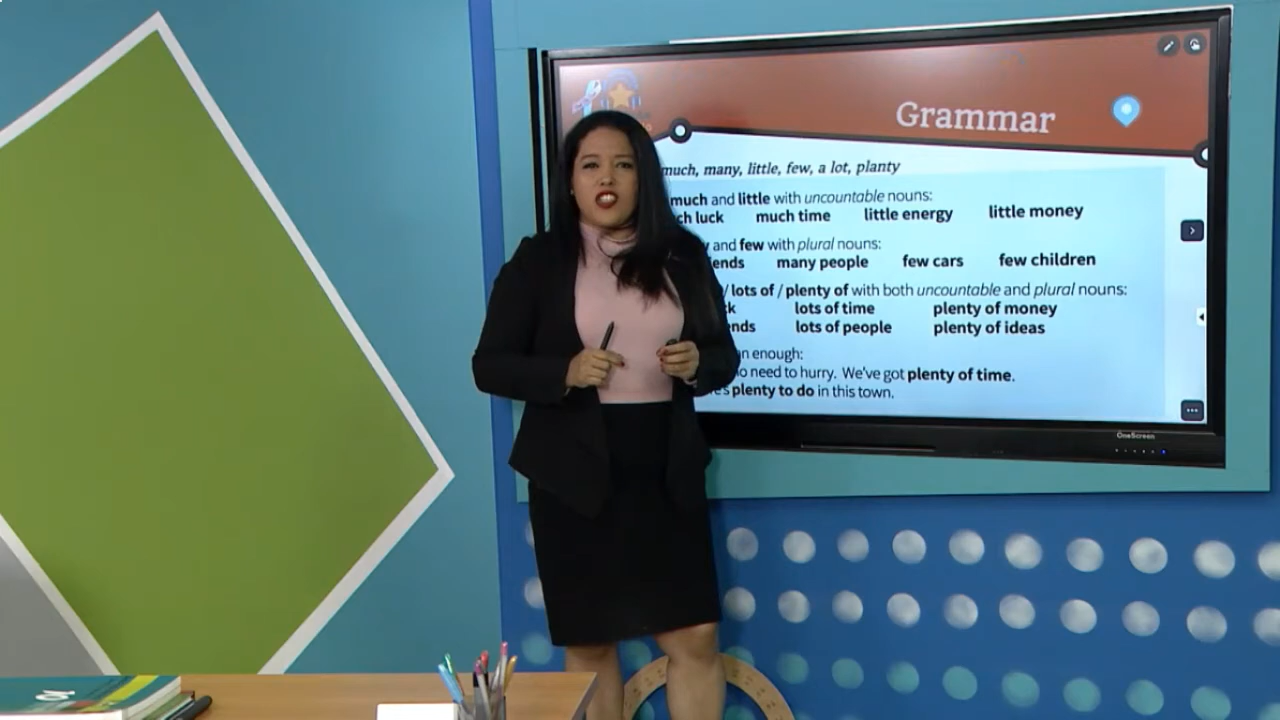 Grammar
much, many, little, few, a lot, planty
much and little with uncountable nouns:
luck much time little energy little money
and few with plural nouns:
many people few cars few children
/ lots of / plenty of with both uncountable and plural nouns:
lots of time plenty of money
lots of people plenty of ideas
enough:
need to hurry. We've got plenty of time.
plenty to do in this town.
OneScreen